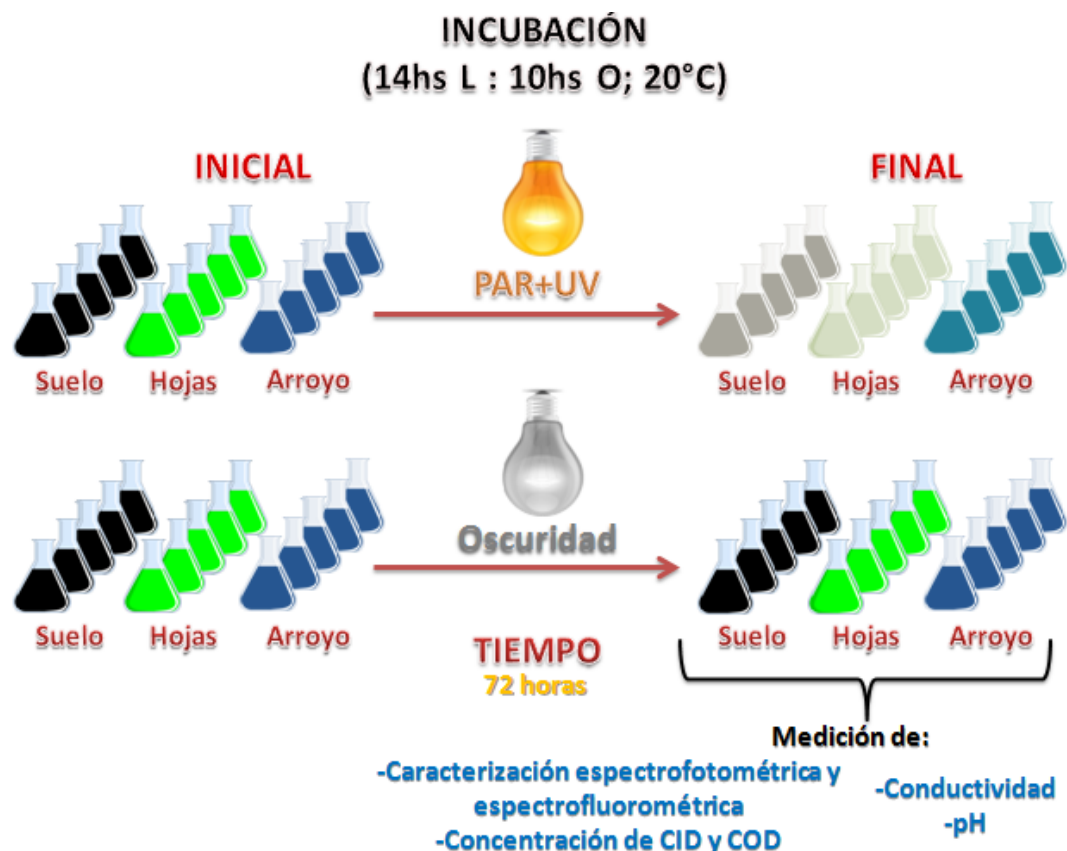 INCUBACIÓN
(14hs L : 10hs O; 20°C)
INICIAL
FINAL
PAR+UV
Suelo Hojas Arroyo
Suelo Hojas Arroyo
Oscuridad
Suelo Hojas Arroyo
Suelo Hojas Arroyo
TIEMPO
72 horas
Medición de:
-Caracterización espectrofotométrica y
espectrofluorométrica
-Concentración de CID y COD
-Conductividad
-pH